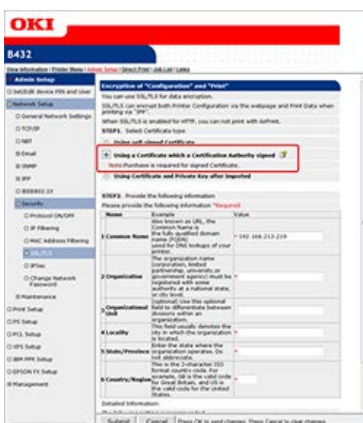 OKI
B432
View Information | Printer Menu | Admin Setup | Direct Print | Job List | Links
Admin Setup
Set/Edit device PIN and User
Network Setup
General Network Settings
TCP/IP
NBT
Email
SNMP
IPP
IEEE802.1X
Security
Protocol ON/OFF
IP Filtering
MAC Address Filtering
SSL/TLS
IPSec
Change Network
Password
Maintenance
Print Setup
PS Setup
PCL Setup
XPS Setup
IBM PPR Setup
EPSON FX Setup
Management
Encryption of "Configuration" and "Print"
You can use SSL/TLS for data encryption.
SSL/TLS can encrypt both Printer Configuration via the webpage and Print Data when
printing via "IPP".
When SSL/TLS is enabled for HTTP, you can not print with AirPrint.
STEP1. Select Certificate type
Using self-signed Certificate
Using a Certificate which a Certification Authority signed
Note:Purchase is required for signed Certificate.
Using Certificate and Private Key after Imported
STEP2. Provide the following information
Please provide the following information *Required
Name Example Value
1 Common Name
Also known as URL, the
Common Name is
the fully qualified domain
name (FQDN)
used for DNS lookups of your
printer.
* 192.168.213.219
2 Organization
The organization name
(corporation, limited
partnership, university, or
government agency) must be
registered with some
authority at a national state,
or city level.
*
3 Organizational Unit
(optional) Use this optional
field to differentiate between
divisions within an
organization.
4 Locality
This field usually denotes the
city in which the organization
is located.
*
5 State/Province
Enter the state where the
organization operates. Do
not abbreviate.
*
6 Country/Region
This is the 2-character ISO
format country code. For
example, GB is the valid code
for Great Britain, and US is
the valid code for the United
States.
*
Detailed Information:
Submit Cancel Press OK to send changes. Press Cancel to clear changes.